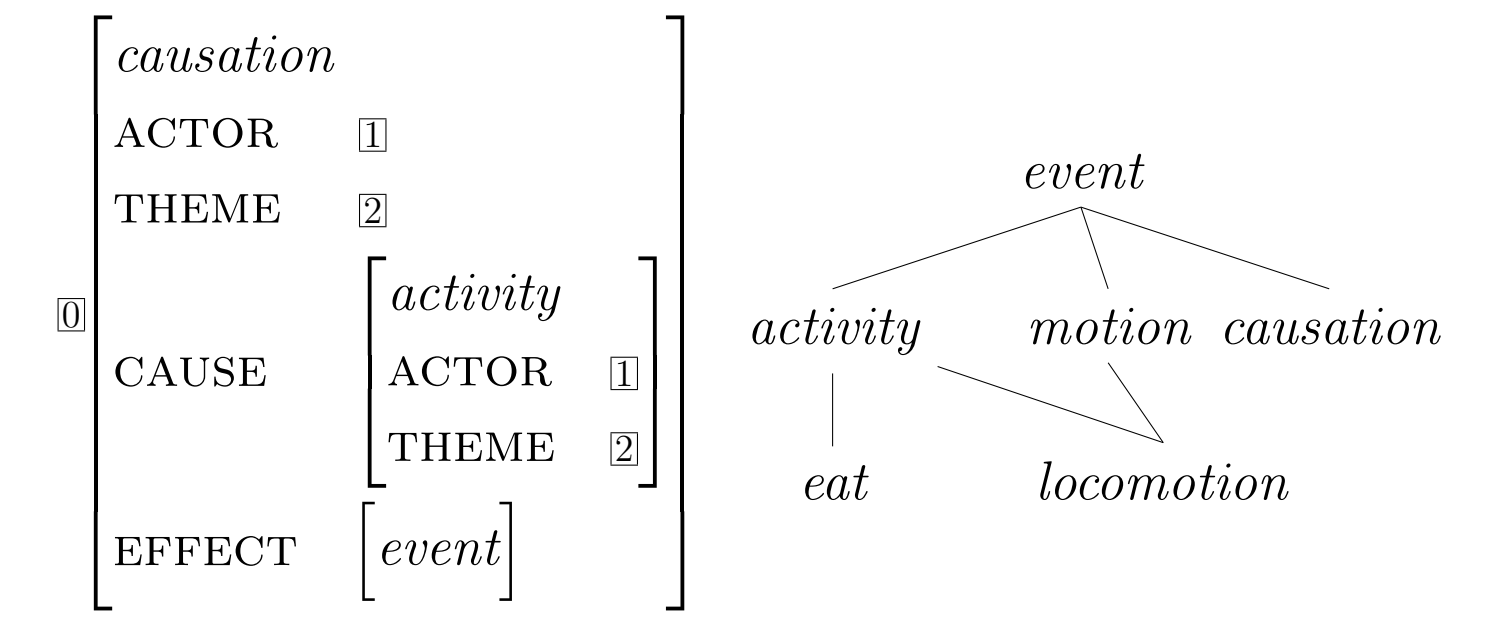 causation
ACTOR 1
THEME 2
0
activity
CAUSE ACTOR 1
THEME 2
EFFECT event
event
activity motion causation
eat locomotion